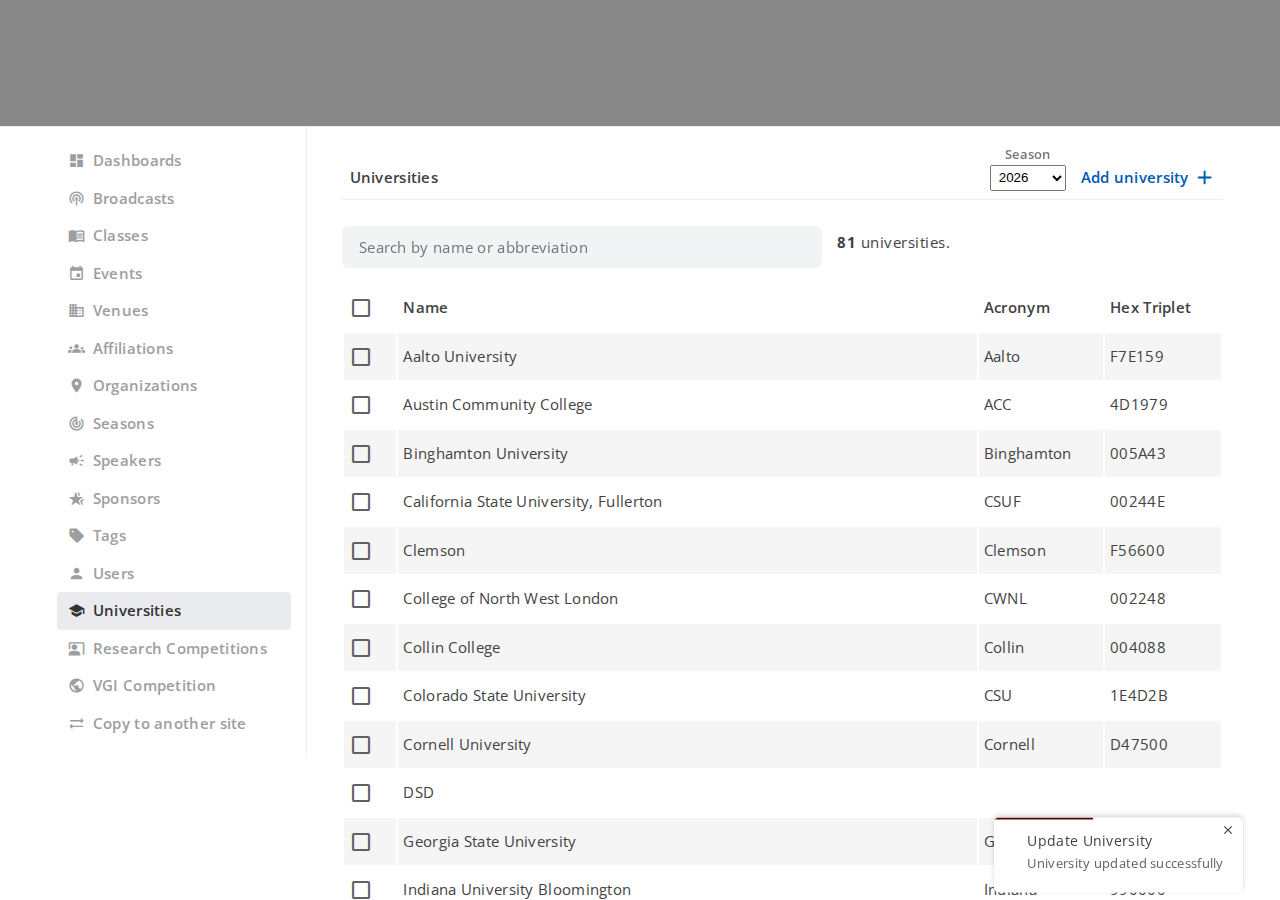 Dashboards
Broadcasts
Classes
Events
Venues
Affiliations
Organizations
Seasons
Speakers
Sponsors
Tags
Users
Universities
Research Competitions
VGI Competition
Copy to another site
Universities
Season
2026
Add university
Search by name or abbreviation
81 universities.
Name Acronym Hex Triplet
Aalto University Aalto F7E159
Austin Community College ACC 4D1979
Binghamton University Binghamton 005A43
California State University, Fullerton CSUF 00244E
Clemson Clemson F56600
College of North West London CWNL 002248
Collin College Collin 004088
Colorado State University CSU 1E4D2B
Cornell University Cornell D47500
DSD
Georgia State University
Indiana University Bloomington
Update University
University updated successfully